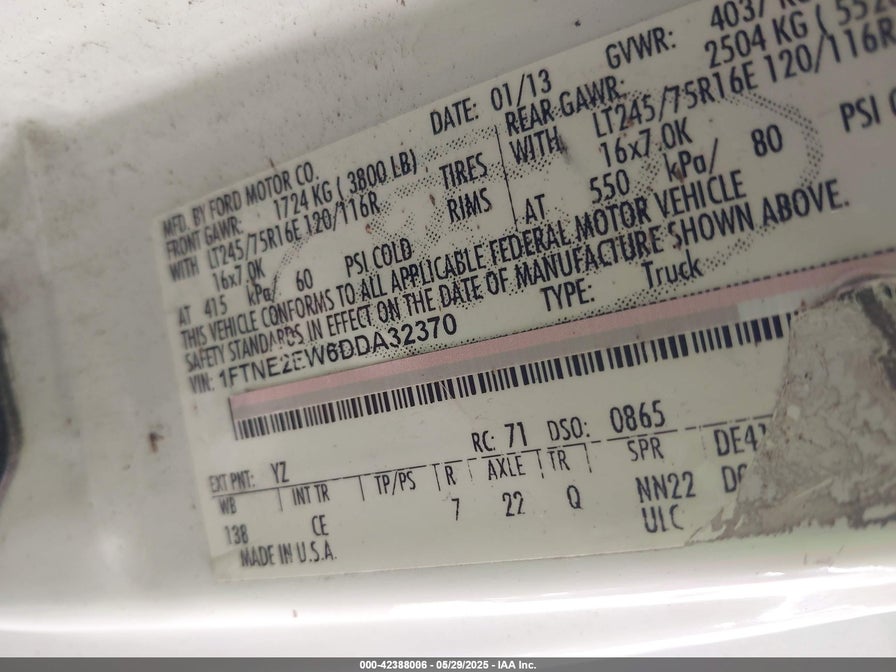 MFD. BY FORD MOTOR CO.
DATE: 01/13
GVWR:
FRONT GAWR: 1724 KG ( 3800 LB)
REAR GAWR: 2504 KG
WITH LT245/75R16E 120/116R TIRES
WITH LT245/75R16E 120/116R
16x7.0K RIMS
16x7.0K
AT 415 kPa/ 60 PSI COLD
AT 550 kPa/ 80 PSI
THIS VEHICLE CONFORMS TO ALL APPLICABLE FEDERAL MOTOR VEHICLE
SAFETY STANDARDS IN EFFECT ON THE DATE OF MANUFACTURE SHOWN ABOVE.
VIN: 1FTNE2EW6DDA32370
TYPE: Truck
EXT PNT: YZ RC: 71 DSO: 0865
WB INT TR TP/PS R AXLE TR SPR
138 CE 7 22 Q NN22
ULC
MADE IN U.S.A.
000-42388006 - 05/29/2025 - IAA Inc.